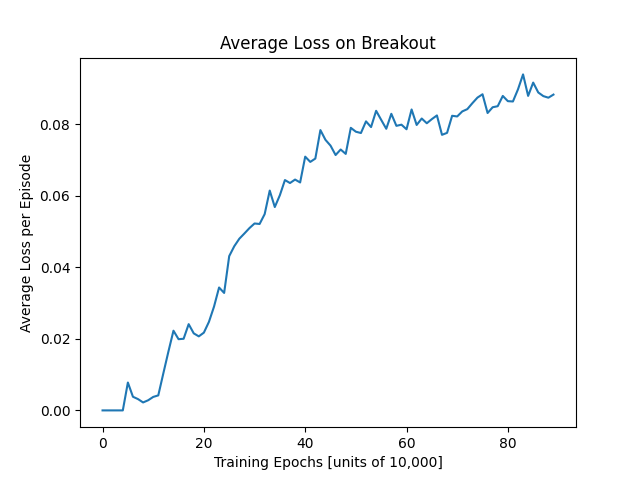 Average Loss on Breakout
Average Loss per Episode
0.08
0.06
0.04
0.02
0.00
0 20 40 60 80
Training Epochs [units of 10,000]